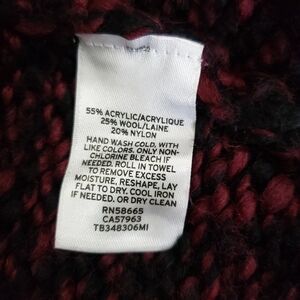 55% ACRYLIC/ACRYLIQUE
25% WOOL/LAINE
20% NYLON
HAND WASH COLD, WITH
LIKE COLORS. ONLY NON-
CHLORINE BLEACH IF
NEEDED. ROLL IN TOWEL
TO REMOVE EXCESS
MOISTURE, RESHAPE, LAY
FLAT TO DRY. COOL IRON
IF NEEDED. OR DRY CLEAN
RN58665
CA57963
TB348306MI